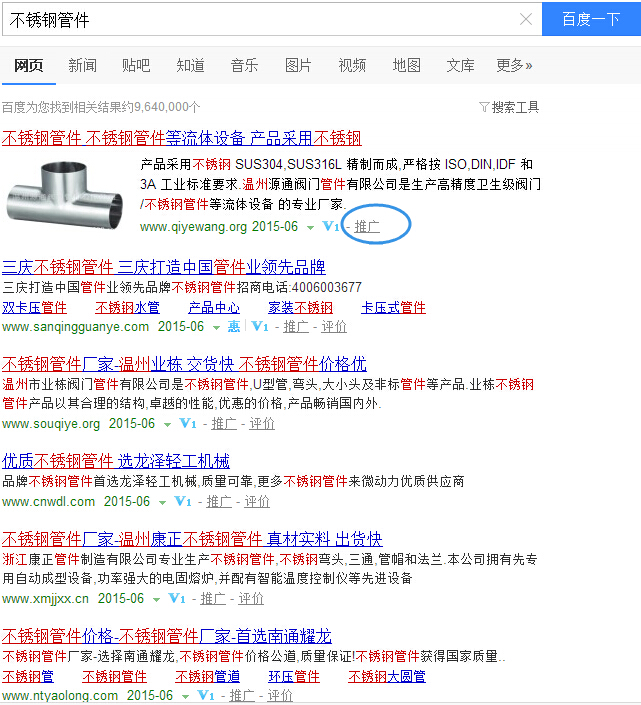 不锈钢管件
百度一下
网页 新闻 贴吧 知道 音乐 图片 视频 地图 文库 更多»
百度为您找到相关结果约9,640,000个
搜索工具
不锈钢管件 不锈钢管件等流体设备 产品采用不锈钢
产品采用不锈钢 SUS304,SUS316L 精制而成,严格按 ISO,DIN,IDF 和
3A 工业标准要求.温州源通阀门管件有限公司是生产高精度卫生级阀门
/不锈钢管件等流体设备 的专业厂家.
www.qiyewang.org 2015-06 V1 - 推广
三庆不锈钢管件 三庆打造中国管件业领先品牌
三庆打造中国管件业领先品牌不锈钢管件招商电话:4006003677
双卡压管件 不锈钢水管 产品中心 家装不锈钢 卡压式管件
www.sanqingguanye.com 2015-06 惠 V1 - 推广 - 评价
不锈钢管件厂家-温州业栋 交货快 不锈钢管件价格优
温州市业栋阀门管件有限公司是不锈钢管件,U型管,弯头,大小头及非标管件等产品.业栋不锈钢
管件产品以其合理的结构,卓越的性能,优惠的价格,产品畅销国内外.
www.souqiye.org 2015-06 V1 - 推广 - 评价
优质不锈钢管件 选龙泽轻工机械
品牌不锈钢管件首选龙泽轻工机械,质量可靠,更多不锈钢管件来微动力优质供应商
www.cnwdl.com 2015-06 V1 - 推广 - 评价
不锈钢管件厂家-温州康正不锈钢管件 真材实料 出货快
浙江康正管件制造有限公司专业生产不锈钢管件,不锈钢弯头,三通,管帽和法兰.本公司拥有先专
用自动成型设备,功率强大的电固熔炉,并配有智能温度控制仪等先进设备
www.xmjjxx.cn 2015-06 V1 - 推广 - 评价
不锈钢管件价格-不锈钢管件厂家-首选南通耀龙
不锈钢管件厂家-选择南通耀龙,不锈钢管件价格公道,质量保证!不锈钢管件获得国家质量..
不锈钢管 不锈钢管件 不锈钢管道 环压管件 不锈钢大圆管
www.ntyaolong.com 2015-06 V1 - 推广 - 评价